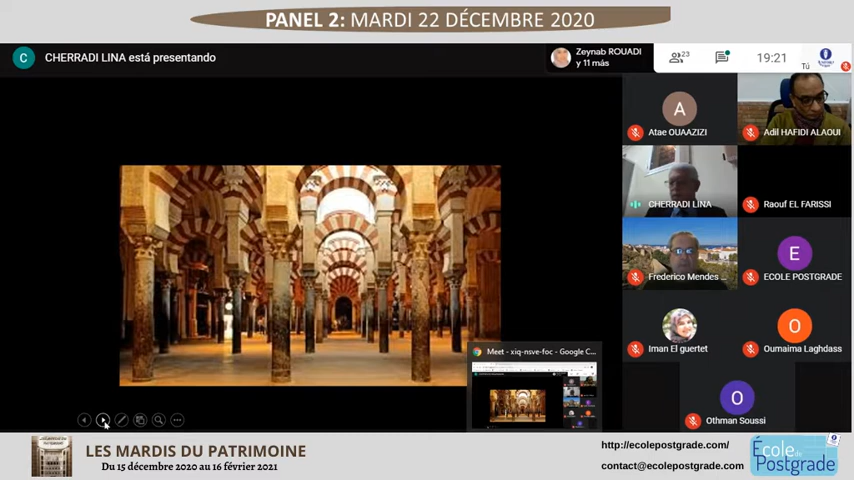 PANEL 2: MARDI 22 DÉCEMBRE 2020
C
CHERRADI LINA está presentando
Zeynab ROUADI
y 11 más
23
19:21
Tú
A
Atae OUAAZIZI
Adil HAFIDI ALAOUI
CHERRADI LINA
Raouf EL FARISSI
Frederico Mendes ...
E
ECOLE POSTGRADE
Iman El guertet
O
Oumaima Laghdass
O
Othman Soussi
Meet - xiq-nsve-foc - Google C...
LES MARDIS DU PATRIMOINE
Du 15 décembre 2020 au 16 février 2021
http://ecolepostgrade.com/
contact@ecolepostgrade.com
École
Postgrade